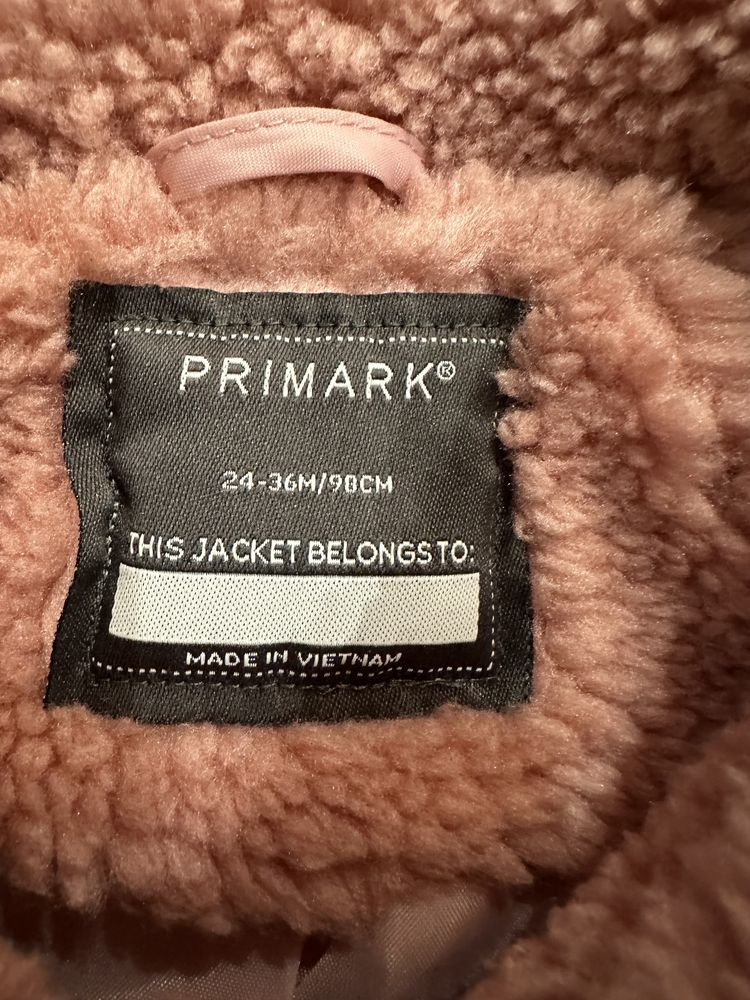 PRIMARK®
24-36M/98CM
THIS JACKET BELONGS TO:
MADE IN VIETNAM